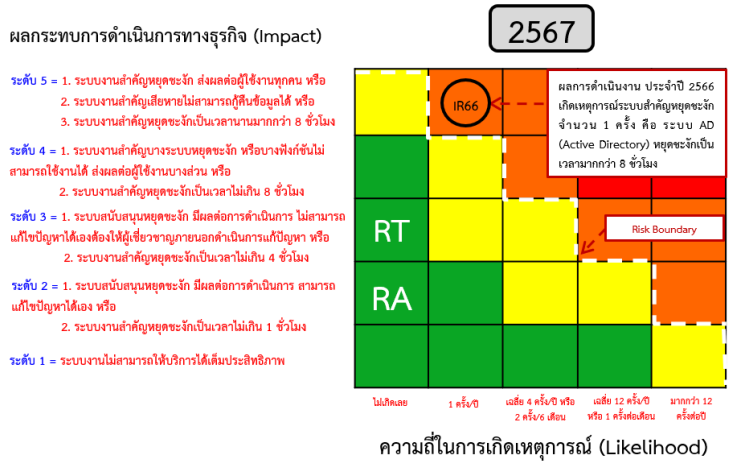 ผลกระทบการดำเนินการทางธุรกิจ (Impact)
2567
ระดับ 5 = 1. ระบบงานสำคัญหยุดชะงัก ส่งผลต่อผู้ใช้งานทุกคน หรือ
2. ระบบงานสำคัญเสียหายไม่สามารถกู้คืนข้อมูลได้ หรือ
3. ระบบงานสำคัญหยุดชะงักเป็นเวลานานมากกว่า 8 ชั่วโมง
ระดับ 4 = 1. ระบบงานสำคัญบางระบบหยุดชะงัก หรือบางฟังก์ชันไม่
สามารถใช้งานได้ ส่งผลต่อผู้ใช้งานบางส่วน หรือ
2. ระบบงานสำคัญหยุดชะงักเป็นเวลาไม่เกิน 8 ชั่วโมง
ระดับ 3 = 1. ระบบสนับสนุนหยุดชะงัก มีผลต่อการดำเนินการ ไม่สามารถ
แก้ไขปัญหาได้เองต้องให้ผู้เชี่ยวชาญภายนอกดำเนินการแก้ปัญหา หรือ
2. ระบบงานสำคัญหยุดชะงักเป็นเวลาไม่เกิน 4 ชั่วโมง
ระดับ 2 = 1. ระบบสนับสนุนหยุดชะงัก มีผลต่อการดำเนินการ สามารถ
แก้ไขปัญหาได้เอง หรือ
2. ระบบงานสำคัญหยุดชะงักเป็นเวลาไม่เกิน 1 ชั่วโมง
ระดับ 1 = ระบบงานไม่สามารถให้บริการได้เต็มประสิทธิภาพ
IR66
ผลการดำเนินงาน ประจำปี 2566
เกิดเหตุการณ์ระบบสำคัญหยุดชะงัก
จำนวน 1 ครั้ง คือ ระบบ AD
(Active Directory) หยุดชะงักเป็น
เวลามากกว่า 8 ชั่วโมง
RT
Risk Boundary
RA
ไม่เกิดเลย
1 ครั้ง/ปี
เฉลี่ย 4 ครั้ง/ปี หรือ
2 ครั้ง/6 เดือน
เฉลี่ย 12 ครั้ง/ปี
หรือ 1 ครั้งต่อเดือน
มากกว่า 12
ครั้งต่อปี
ความถี่ในการเกิดเหตุการณ์ (Likelihood)